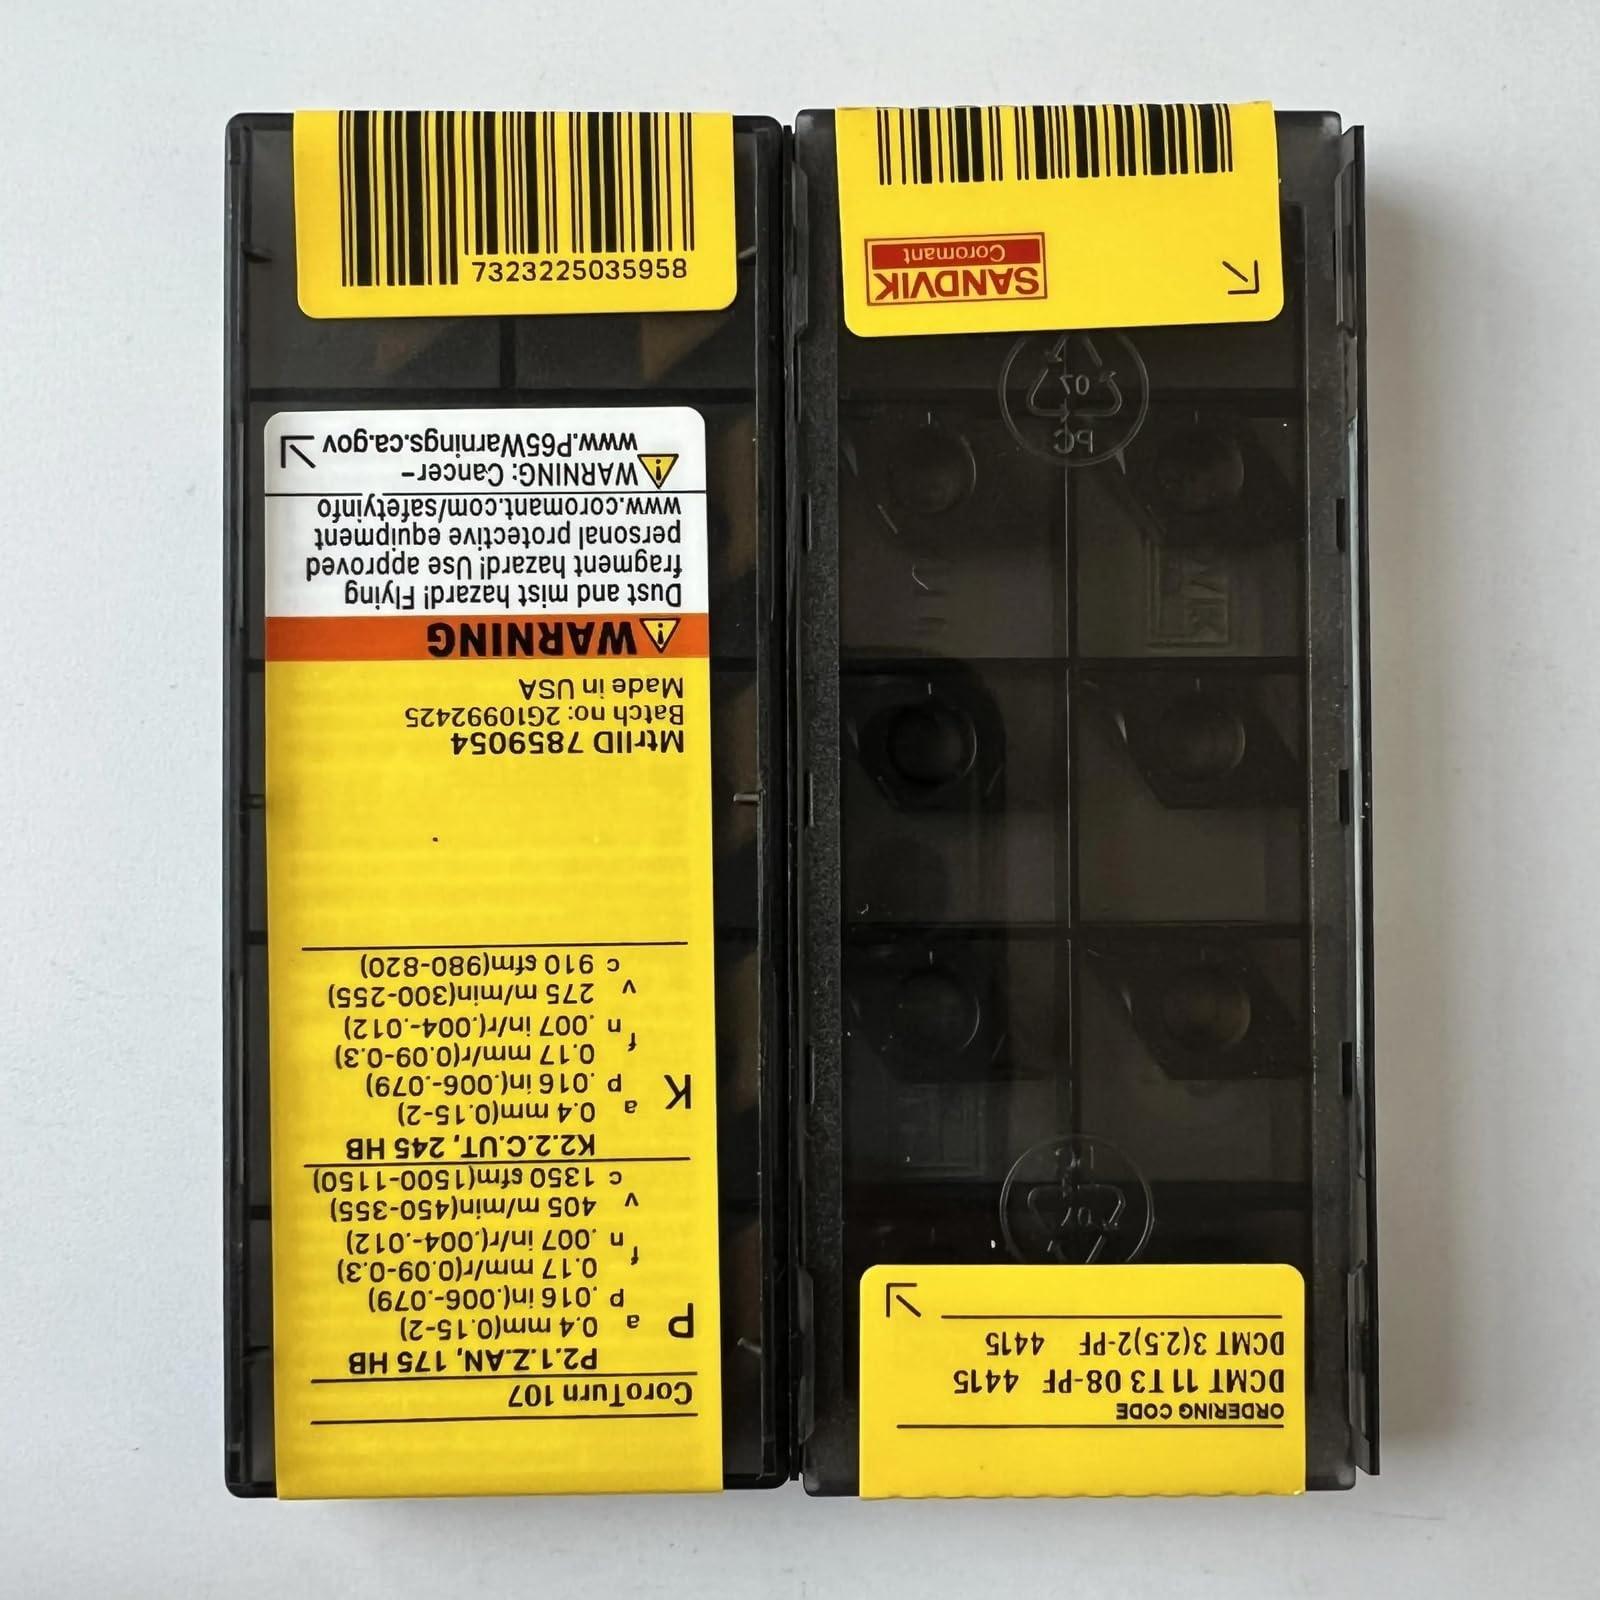 7323225035958
CoroTurn 107
P2.1.Z.AN, 175 HB
P
a 0.4 mm(0.15-2)
p .016 in(.006-.079)
f 0.17 mm/r(0.09-0.3)
n .007 in/r(.004-.012)
v 405 m/min(450-355)
c 1350 sfm(1500-1150)
K2.2.C.UT, 245 HB
K
a 0.4 mm(0.15-2)
p .016 in(.006-.079)
f 0.17 mm/r(0.09-0.3)
n .007 in/r(.004-.012)
v 275 m/min(300-255)
c 910 sfm(980-820)
MtrlID 7859054
Batch no: 2G10992425
Made in USA
WARNING
Dust and mist hazard! Flying
fragment hazard! Use approved
personal protective equipment
www.coromant.com/safetyinfo
WARNING: Cancer-
www.P65Warnings.ca.gov
ORDERING CODE
DCMT 11T3 08-PF 4415
DCMT 3(2.5)2-PF 4415
SANDVIK
Coromant
07
PC
07